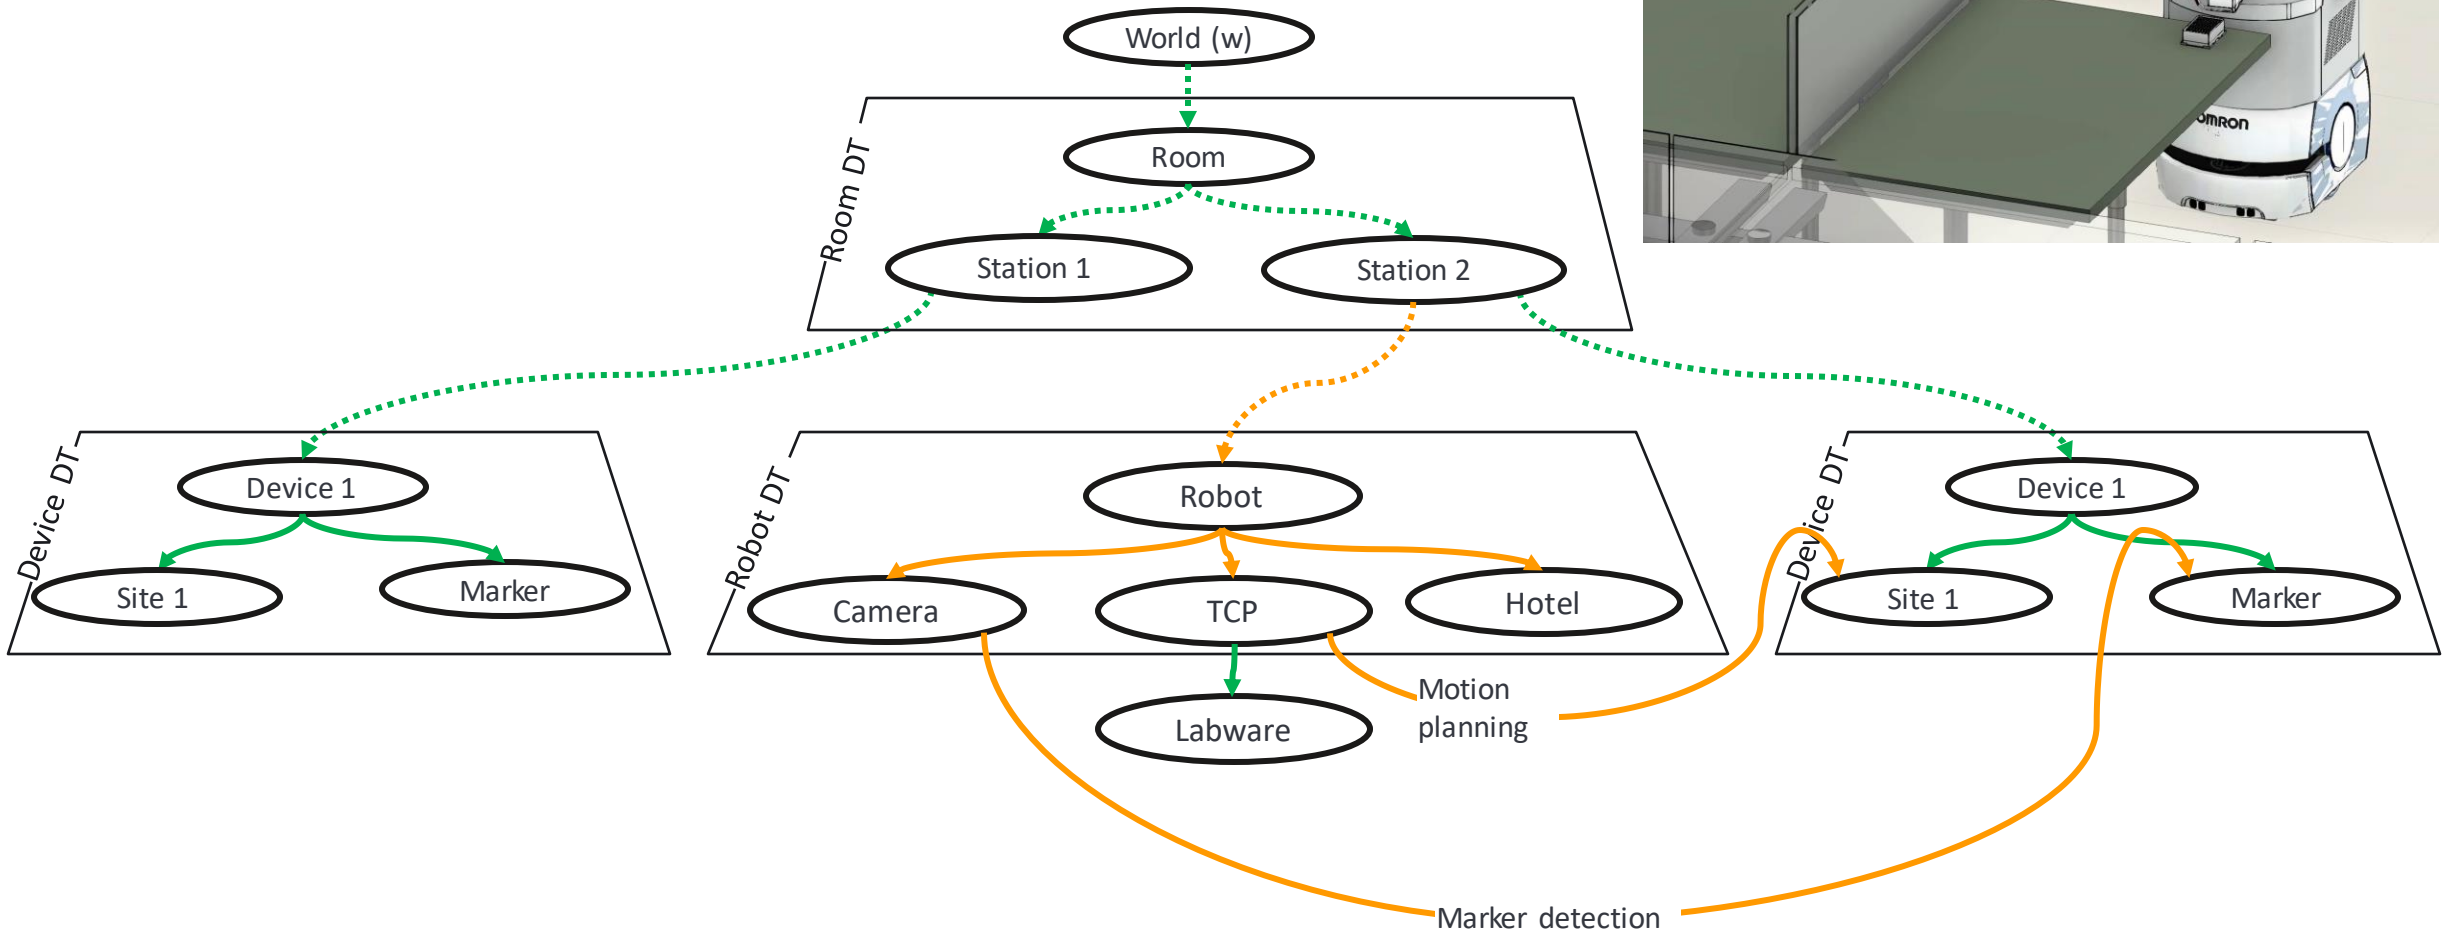 World (w)
Room DT
Room
Station 1
Station 2
OMRON
Device DT
Device 1
Site 1
Marker
Robot DT
Robot
Camera
TCP
Hotel
Labware
Device DT
Device 1
Site 1
Marker
Motion
planning
Marker detection